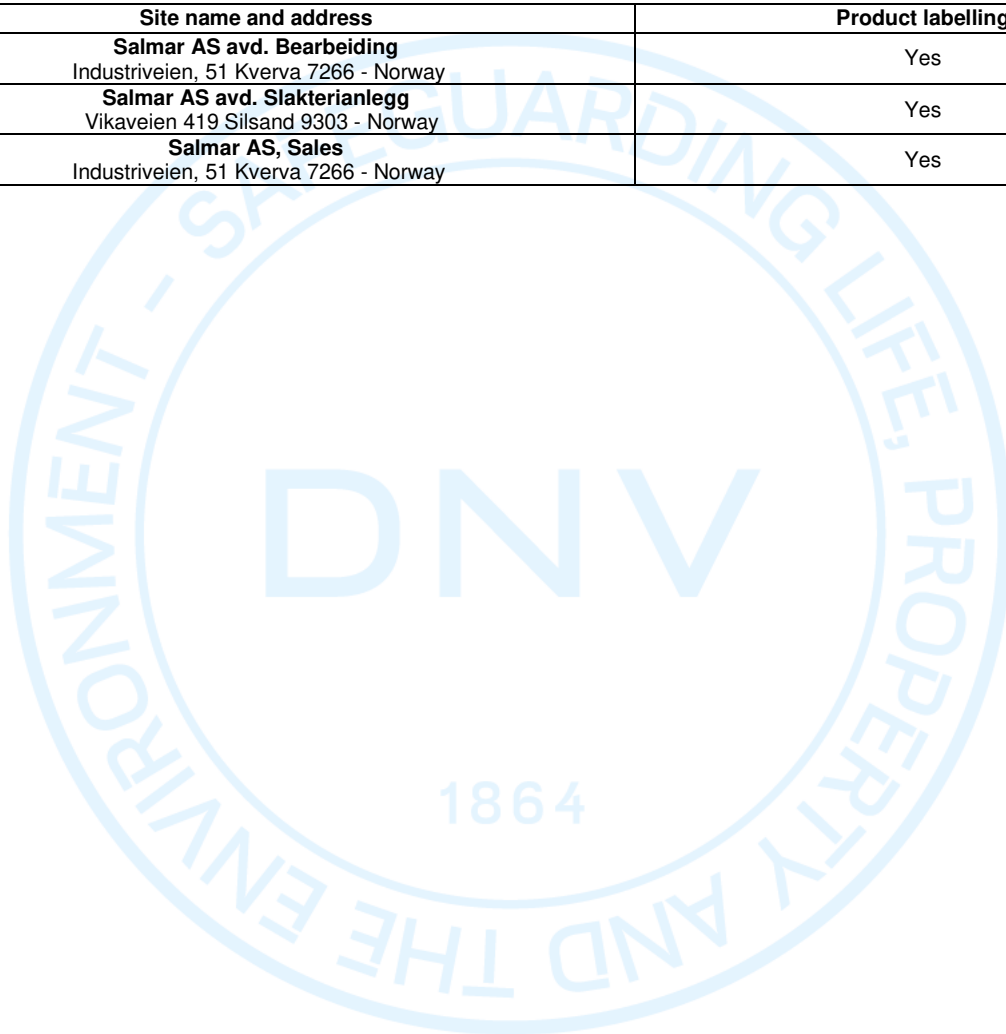 Site name and address Product labelling
Salmar AS avd. Bearbeiding
Industriveien, 51 Kverva 7266 - Norway Yes
Salmar AS avd. Slakterianlegg
Vikaveien 419 Silsand 9303 - Norway Yes
Salmar AS, Sales
Industriveien, 51 Kverva 7266 - Norway Yes
SAFEGUARDING LIFE, PROPERTY AND THE ENVIRONMENT -
DNV
1864